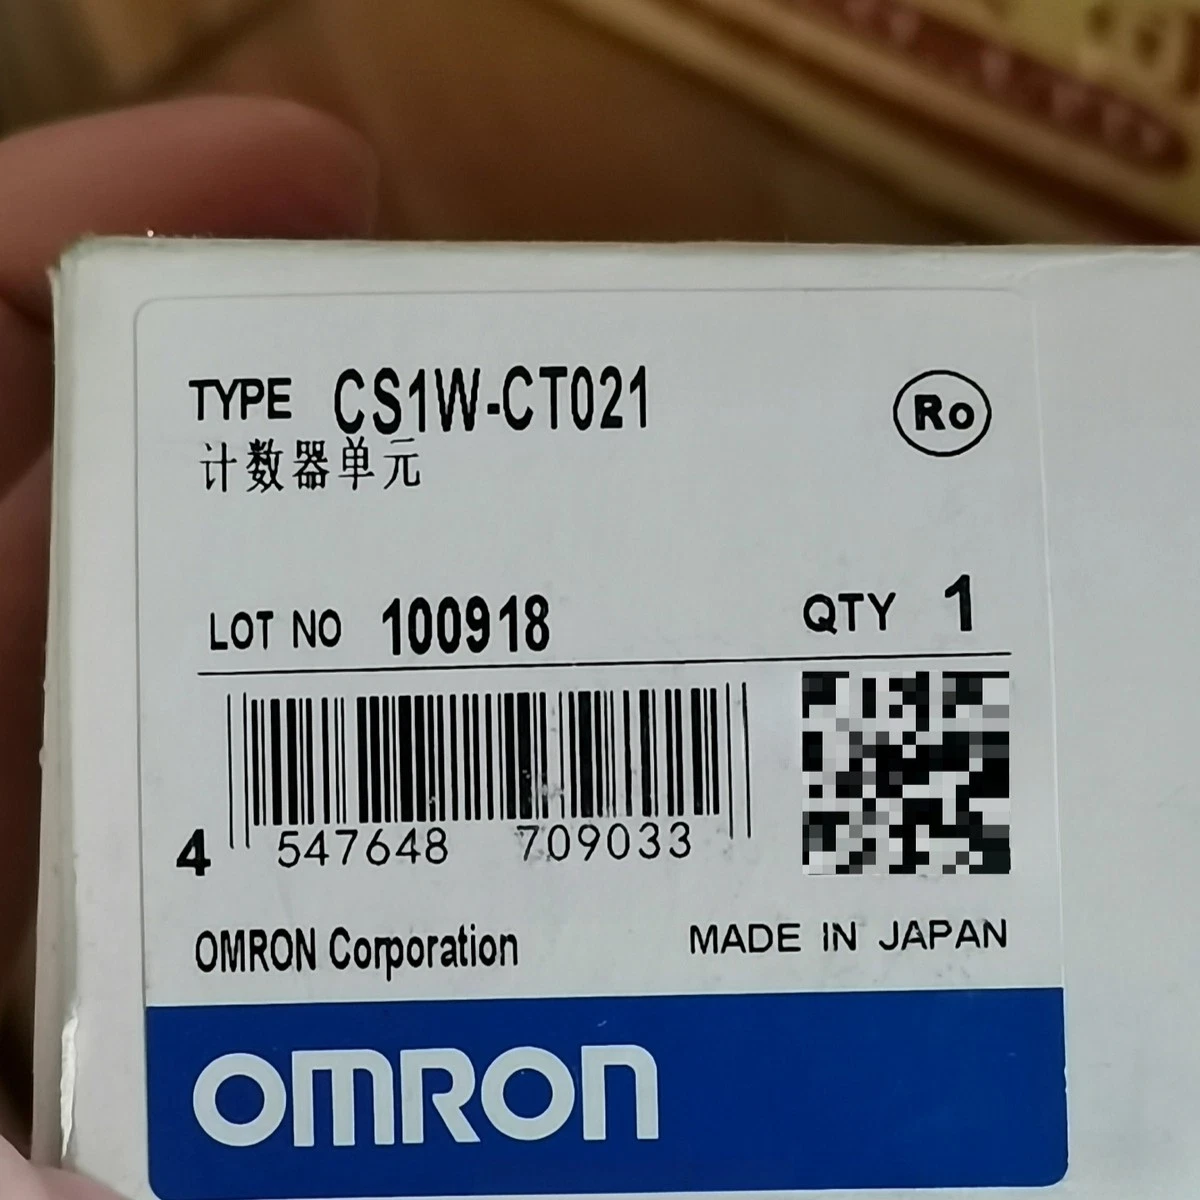 TYPE CS1W-CT021 Ro
计数器单元
LOT NO 100918 QTY 1
4 547648 709033
OMRON Corporation MADE IN JAPAN
OMRON